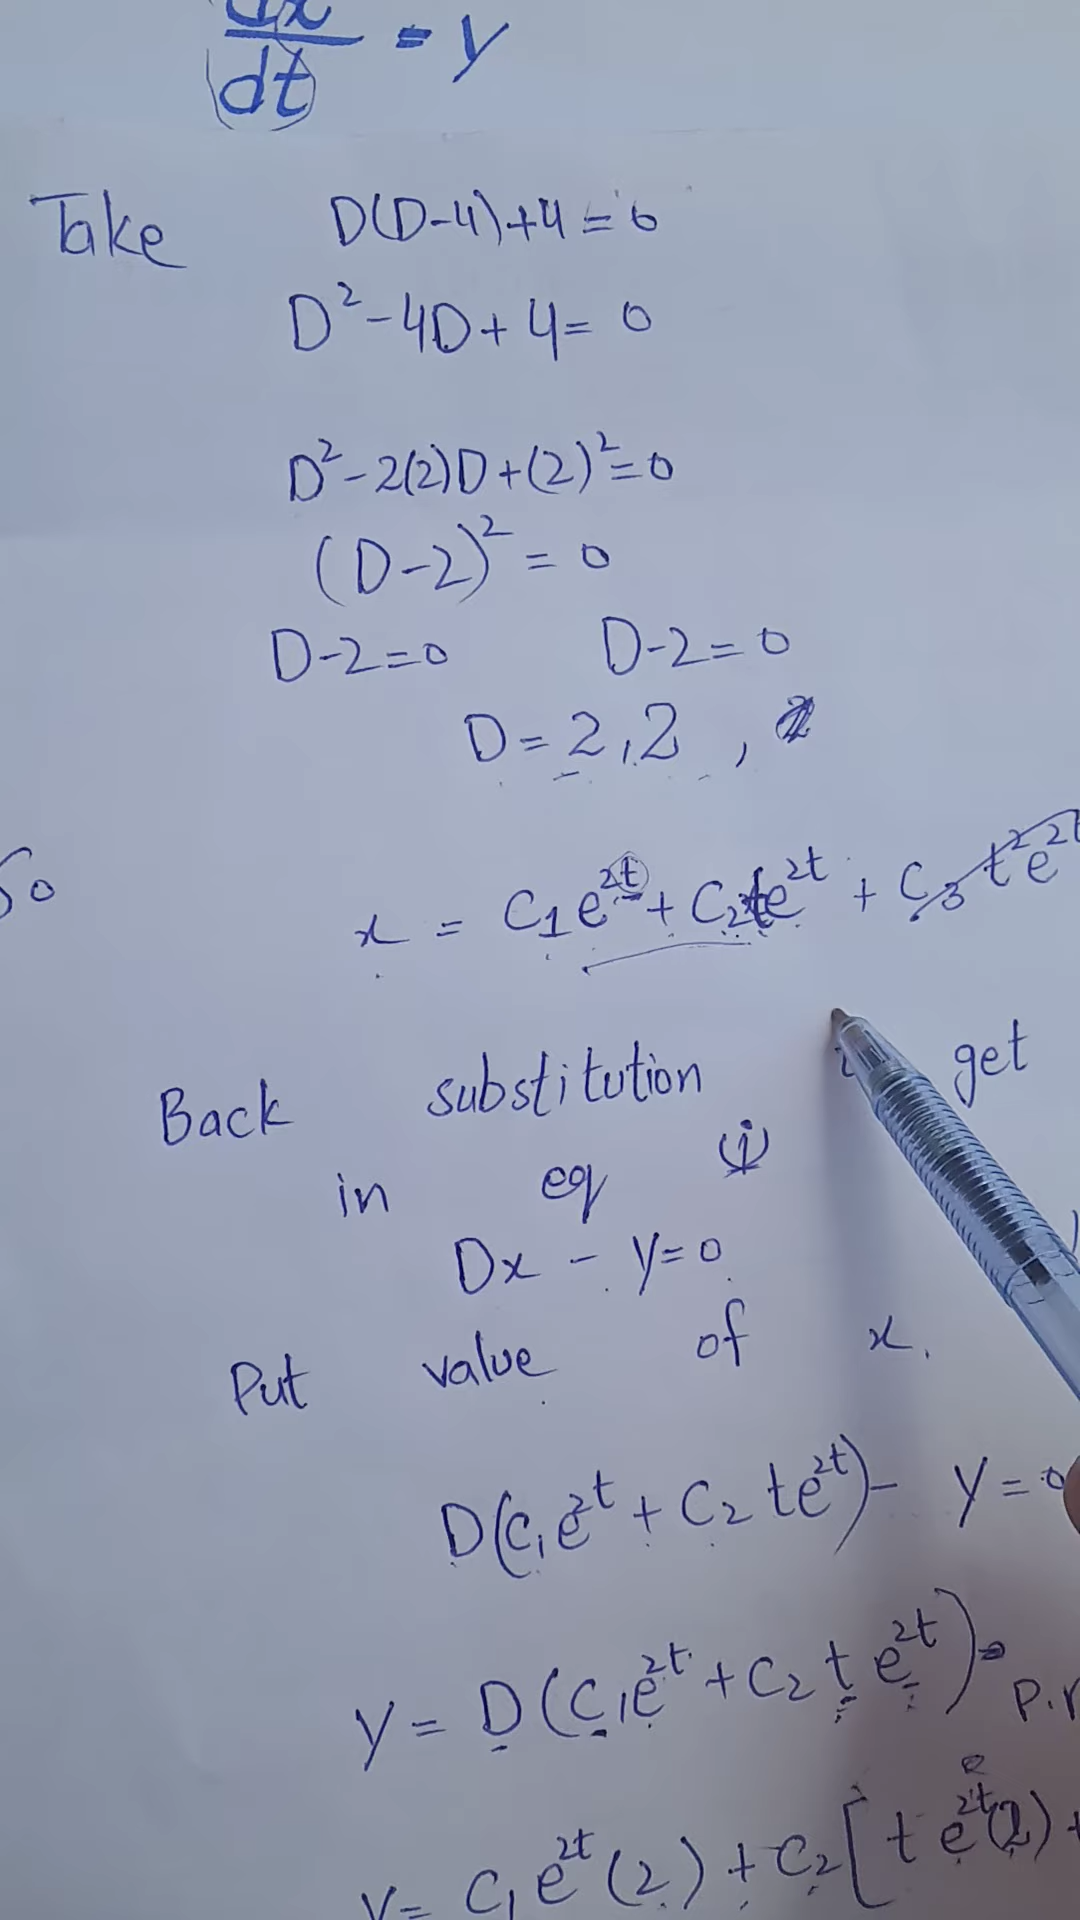 dx/dt = y
Take D(D-4)+4=0
D²-4D+4=0
D²-2(2)D+(2)²=0
(D-2)²=0
D-2=0 D-2=0
D=2,2,
So x = C₁e^2t + C₂te^2t + C₃t²e^2t
Back substitution get
in eq (i)
Dx - y=0
Put value of x.
D(C₁e^2t + C₂te^2t) - y=0
y = D(C₁e^2t + C₂te^2t)
P.r
y = C₁e^2t(2) + C₂[te^2t(2)+